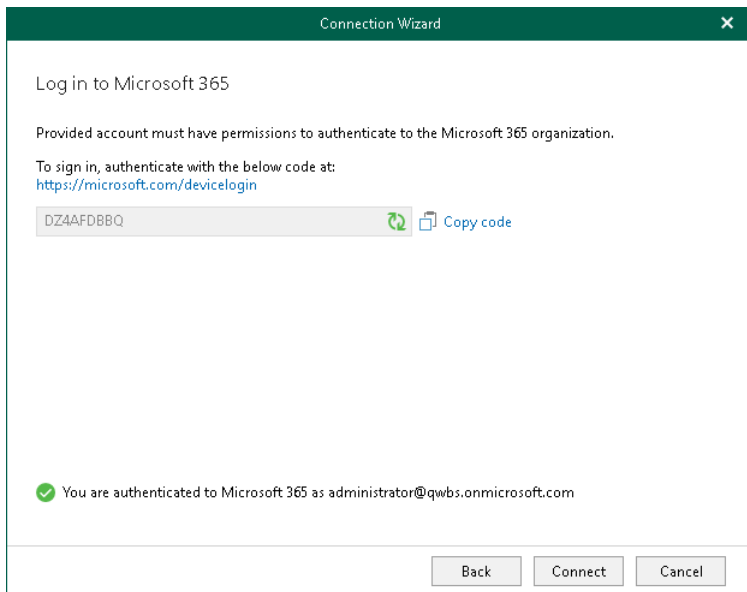 Connection Wizard
Log in to Microsoft 365
Provided account must have permissions to authenticate to the Microsoft 365 organization.
To sign in, authenticate with the below code at:
https://microsoft.com/devicelogin
DZ4AFDBBQ
Copy code
You are authenticated to Microsoft 365 as administrator@qwbs.onmicrosoft.com
Back
Connect
Cancel